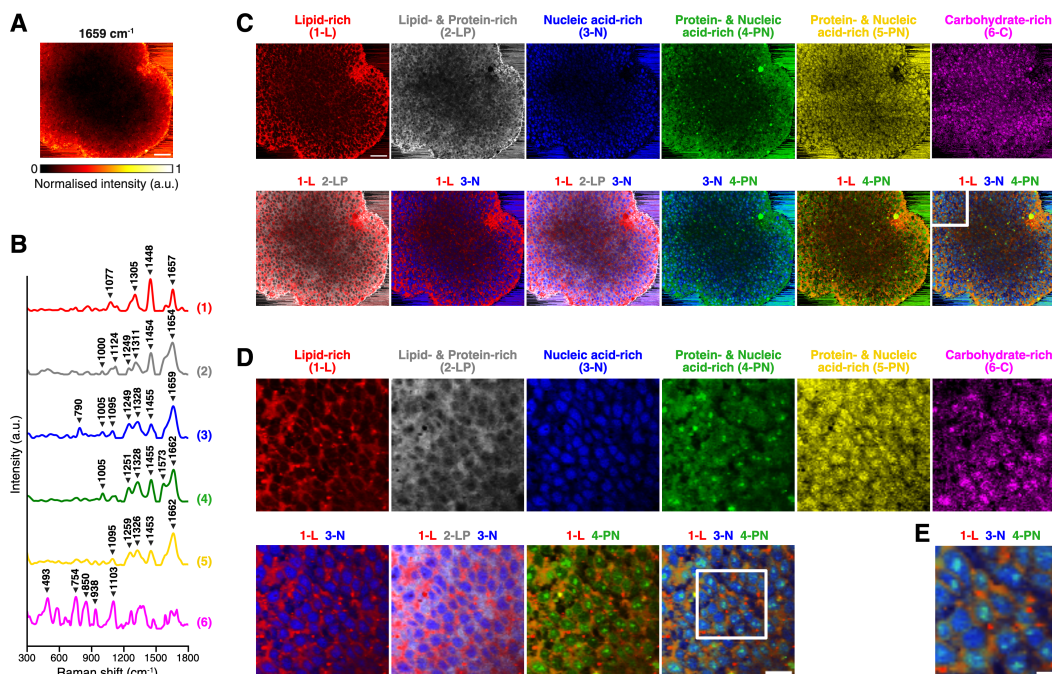 A
1659 cm-1
0
1
Normalised intensity (a.u.)
B
1077
1305
1448
1657
(1)
1000
1124
1249
1311
1454
1654
(2)
790
1005
1095
1249
1328
1455
1659
(3)
1005
1251
1328
1455
1573
1662
(4)
1095
1259
1326
1453
1662
(5)
493
754
850
938
1103
(6)
Intensity (a.u.)
300 600 900 1200 1500 1800
Raman shift (cm-1)
C
Lipid-rich
(1-L)
Lipid- & Protein-rich
(2-LP)
Nucleic acid-rich
(3-N)
Protein- & Nucleic
acid-rich (4-PN)
Protein- & Nucleic
acid-rich (5-PN)
Carbohydrate-rich
(6-C)
1-L 2-LP
1-L 3-N
1-L 2-LP 3-N
3-N 4-PN
1-L 4-PN
1-L 3-N 4-PN
D
Lipid-rich
(1-L)
Lipid- & Protein-rich
(2-LP)
Nucleic acid-rich
(3-N)
Protein- & Nucleic
acid-rich (4-PN)
Protein- & Nucleic
acid-rich (5-PN)
Carbohydrate-rich
(6-C)
1-L 3-N
1-L 2-LP 3-N
1-L 4-PN
1-L 3-N 4-PN
E
1-L 3-N 4-PN